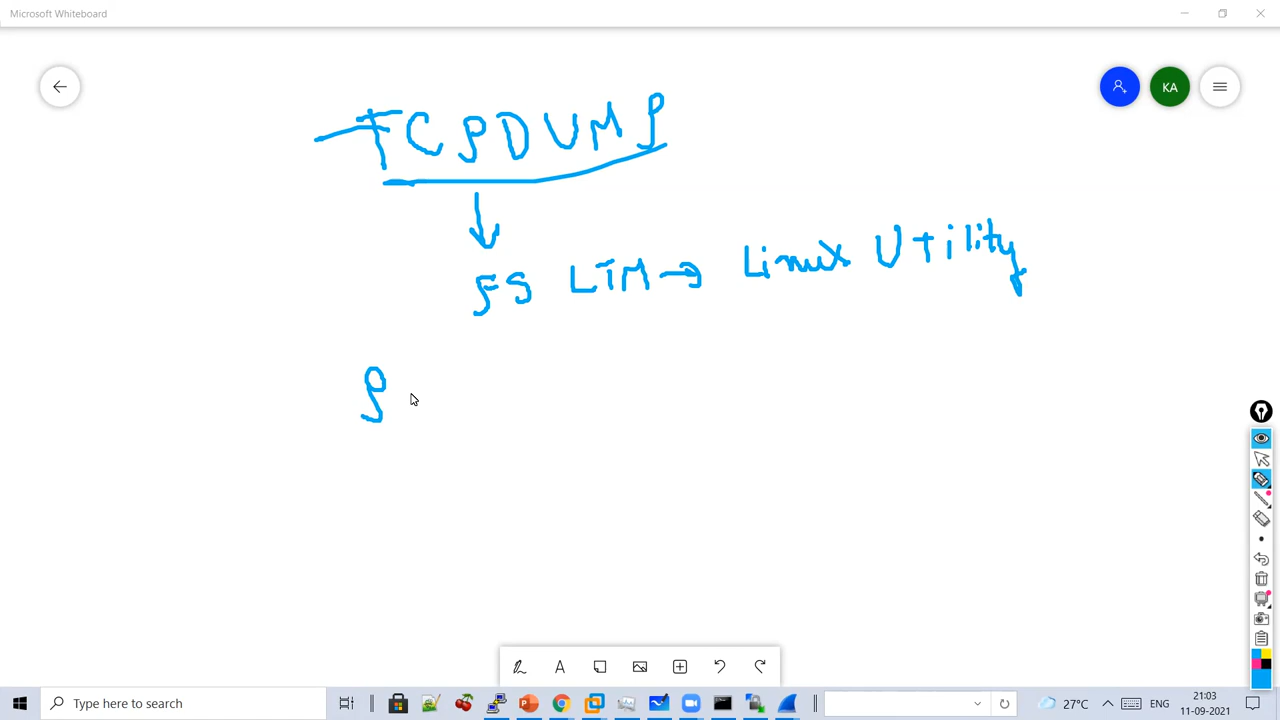 Microsoft Whiteboard
KA
TCPDUMP
F5 LTM → Linux Utility
P
A
Type here to search
27°C
ENG
21:03
11-09-2021